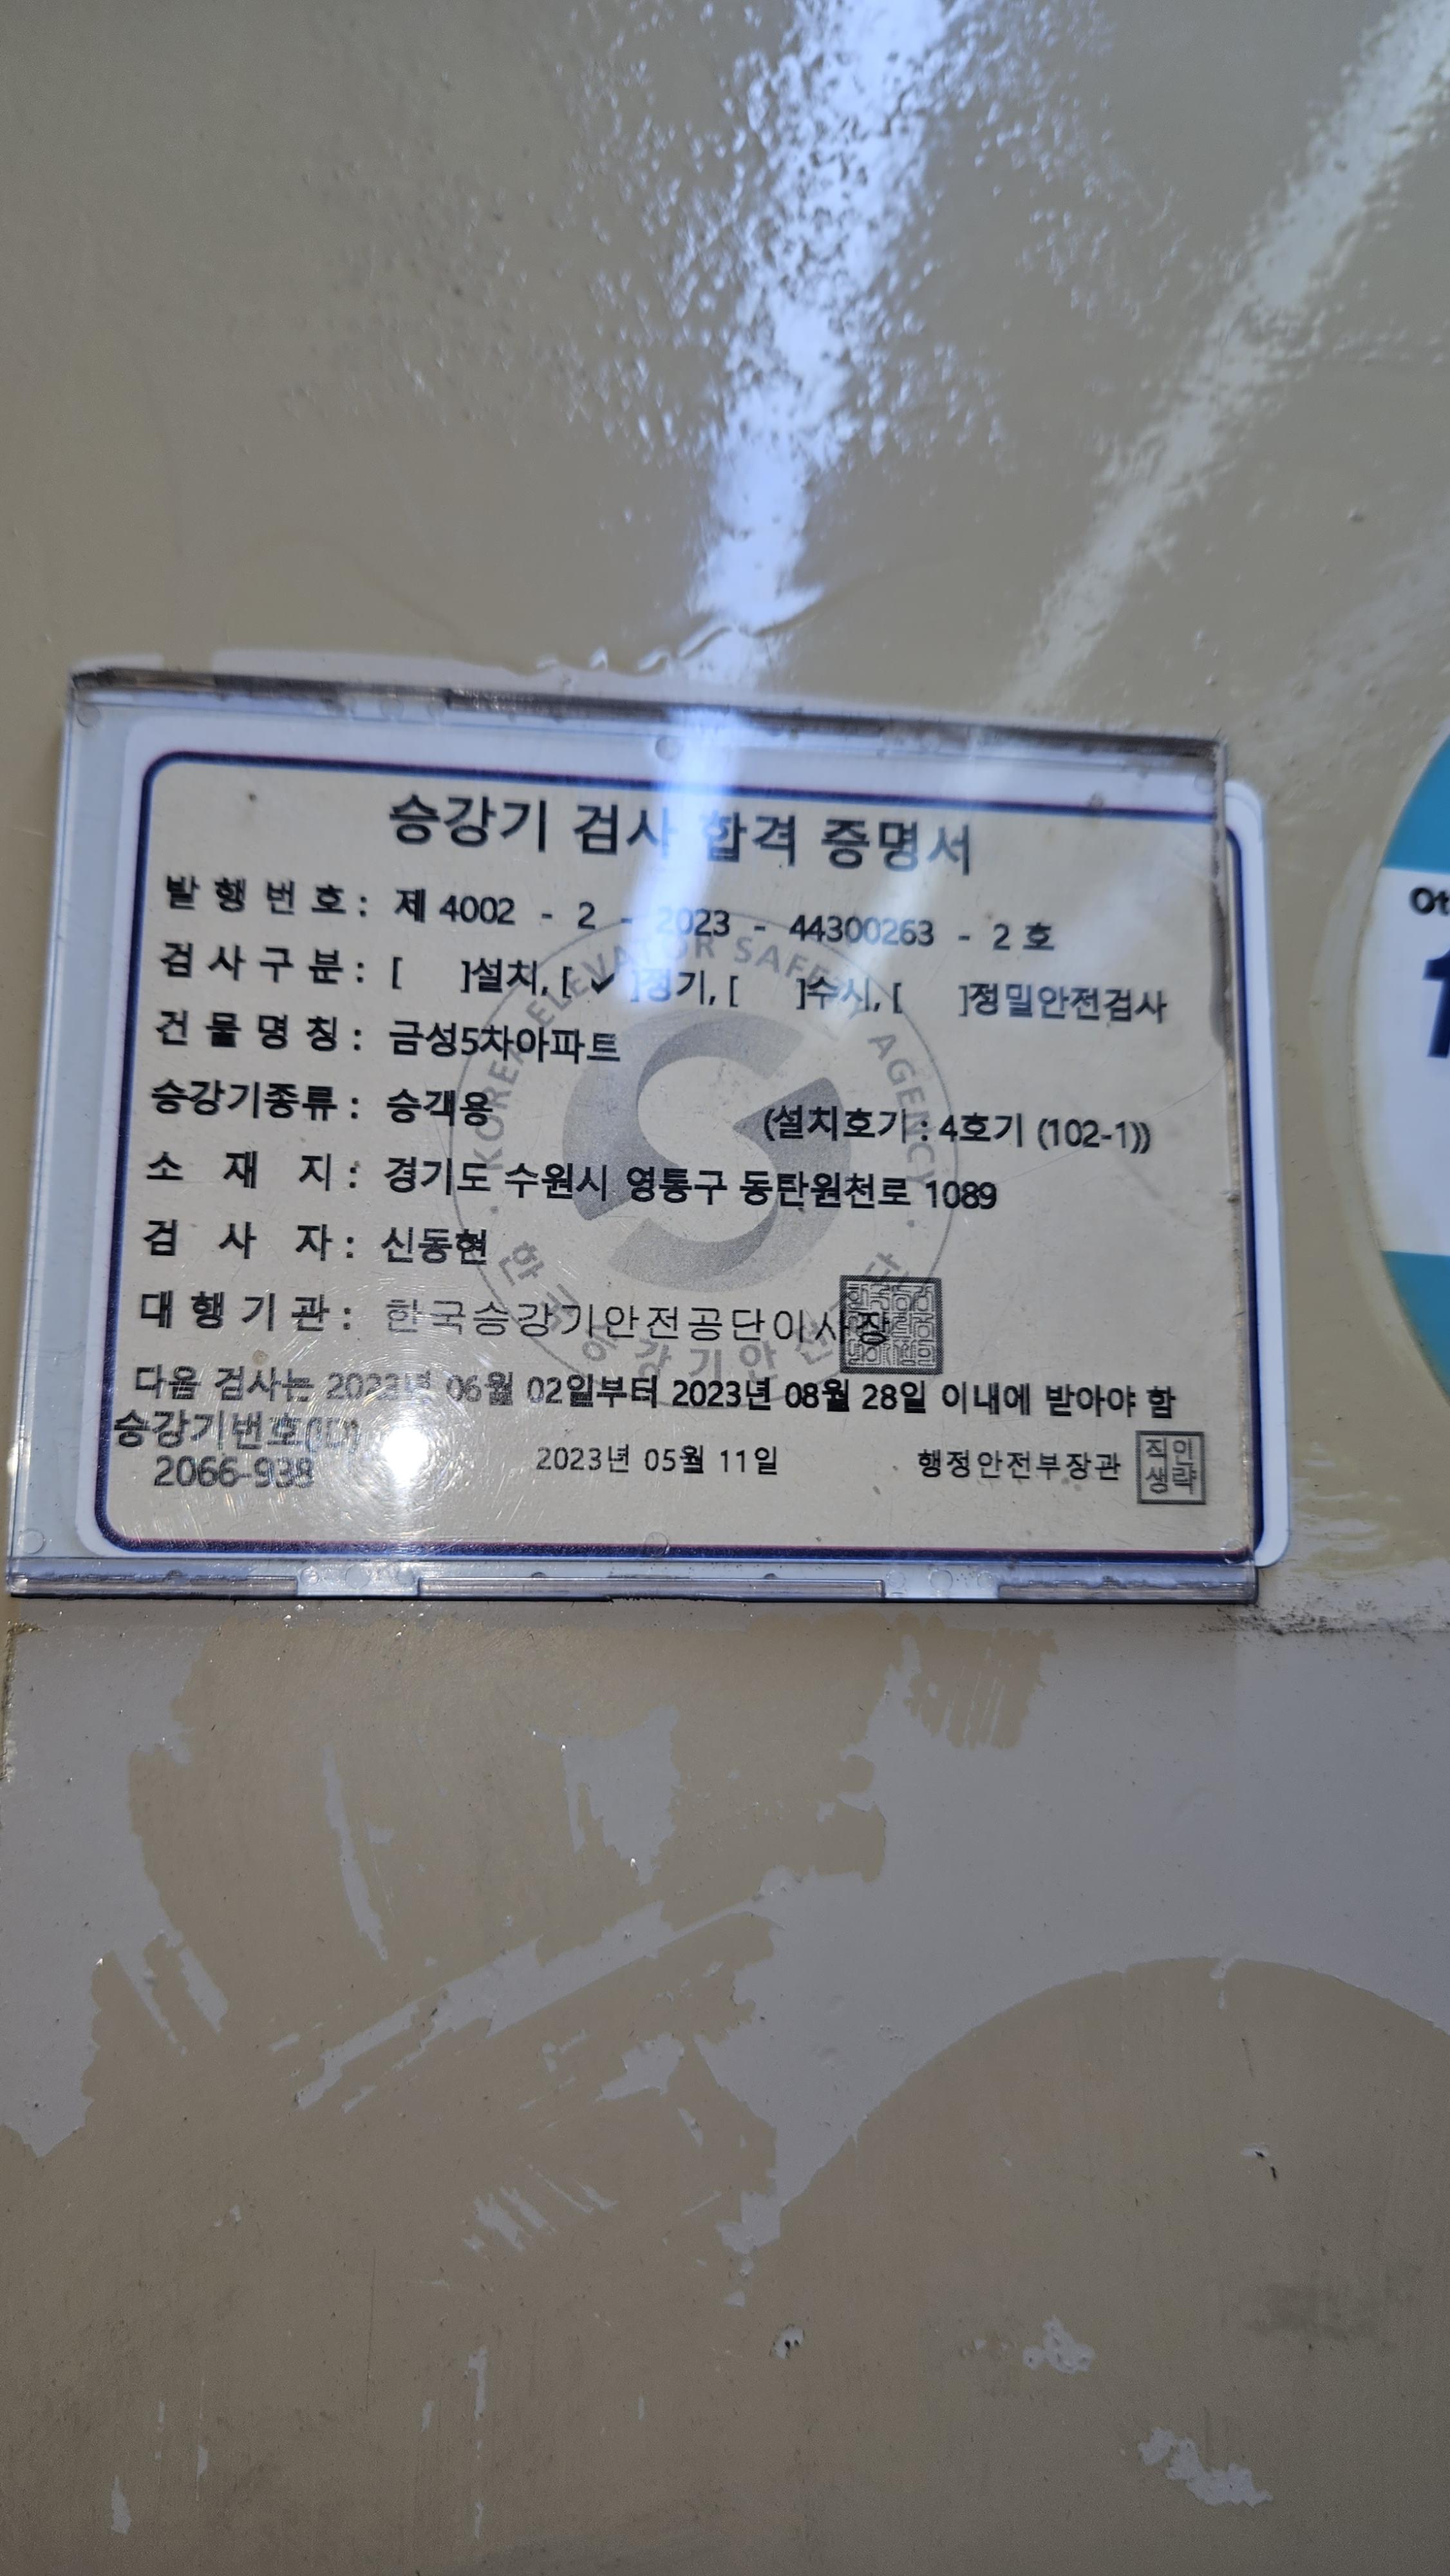 승강기 검사 합격 증명서
발 행 번 호 : 제 4002 - 2 - 2023 - 44300263 - 2 호
검 사 구 분 : [ ]설치, [ ✓ ]정기, [ ]수시, [ ]정밀안전검사
건 물 명 칭 : 금성5차아파트
승강기종류 : 승객용 (설치호기 : 4호기 (102-1))
소 재 지 : 경기도 수원시 영통구 동탄원천로 1089
검 사 자 : 신동현
대 행 기 관 : 한국승강기안전공단이사장
다음 검사는 2023년 06월 02일부터 2023년 08월 28일 이내에 받아야 함
승강기번호(ID)
2066-938
2023년 05월 11일
행정안전부장관
직인
생략
KOREA ELEVATOR SAFETY AGENCY